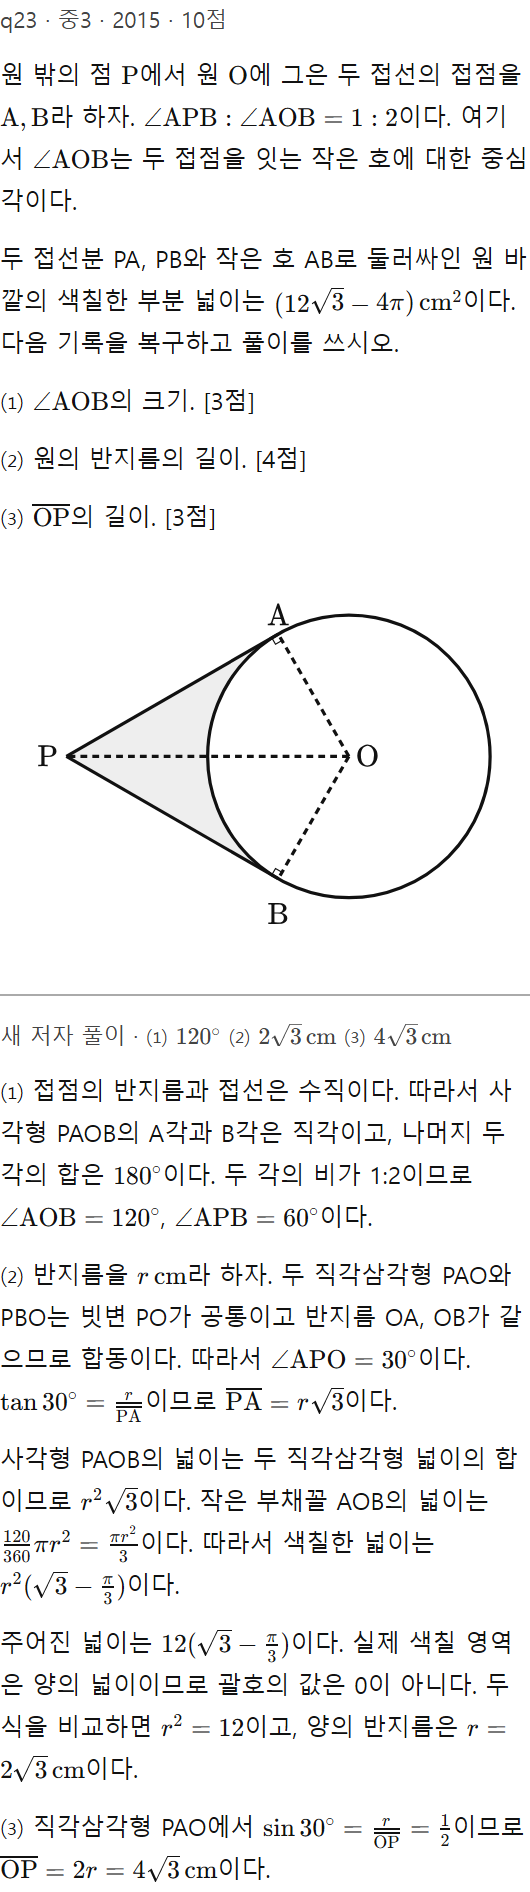 q23 · 중3 · 2015 · 10점
원 밖의 점 P에서 원 O에 그은 두 접선의 접점을
A, B라 하자. ∠APB : ∠AOB = 1 : 2이다. 여기
서 ∠AOB는 두 접점을 잇는 작은 호에 대한 중심
각이다.
두 접선분 PA, PB와 작은 호 AB로 둘러싸인 원 바
깥의 색칠한 부분 넓이는 (12√3 − 4π) cm²이다.
다음 기록을 복구하고 풀이를 쓰시오.
(1) ∠AOB의 크기. [3점]
(2) 원의 반지름의 길이. [4점]
(3) O̅P̅의 길이. [3점]
A
P
O
B
새 저자 풀이 · (1) 120° (2) 2√3 cm (3) 4√3 cm
(1) 접점의 반지름과 접선은 수직이다. 따라서 사
각형 PAOB의 A각과 B각은 직각이고, 나머지 두
각의 합은 180°이다. 두 각의 비가 1:2이므로
∠AOB = 120°, ∠APB = 60°이다.
(2) 반지름을 r cm라 하자. 두 직각삼각형 PAO와
PBO는 빗변 PO가 공통이고 반지름 OA, OB가 같
으므로 합동이다. 따라서 ∠APO = 30°이다.
tan 30° = r/P̅A̅이므로 P̅A̅ = r√3이다.
사각형 PAOB의 넓이는 두 직각삼각형 넓이의 합
이므로 r²√3이다. 작은 부채꼴 AOB의 넓이는
120/360 πr² = πr²/3이다. 따라서 색칠한 넓이는
r²(√3 − π/3)이다.
주어진 넓이는 12(√3 − π/3)이다. 실제 색칠 영역
은 양의 넓이이므로 괄호의 값은 0이 아니다. 두
식을 비교하면 r² = 12이고, 양의 반지름은 r =
2√3 cm이다.
(3) 직각삼각형 PAO에서 sin 30° = r/O̅P̅ = 1/2이므로
O̅P̅ = 2r = 4√3 cm이다.